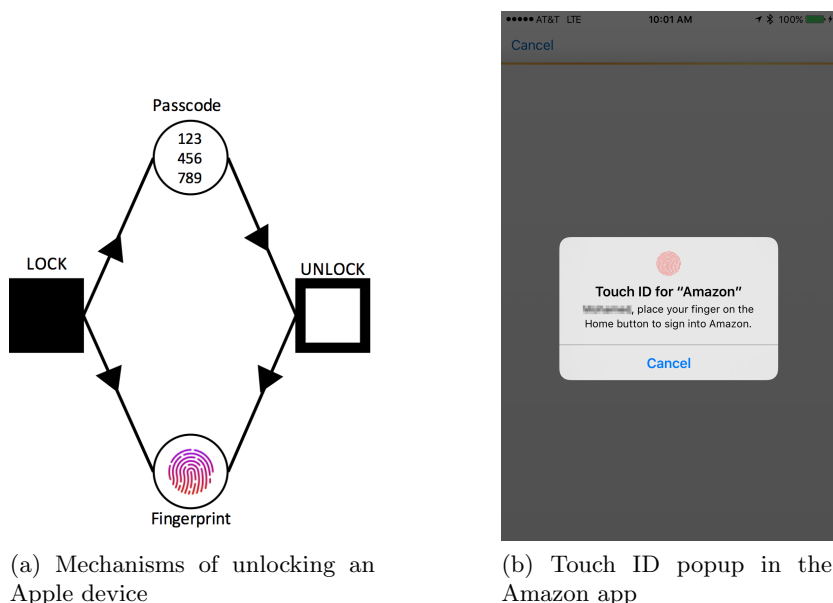 Passcode
123
456
789
LOCK
UNLOCK
Fingerprint
(a) Mechanisms of unlocking an
Apple device
AT&T LTE 10:01 AM 100%
Cancel
Touch ID for “Amazon”
, place your finger on the
Home button to sign into Amazon.
Cancel
(b) Touch ID popup in the
Amazon app